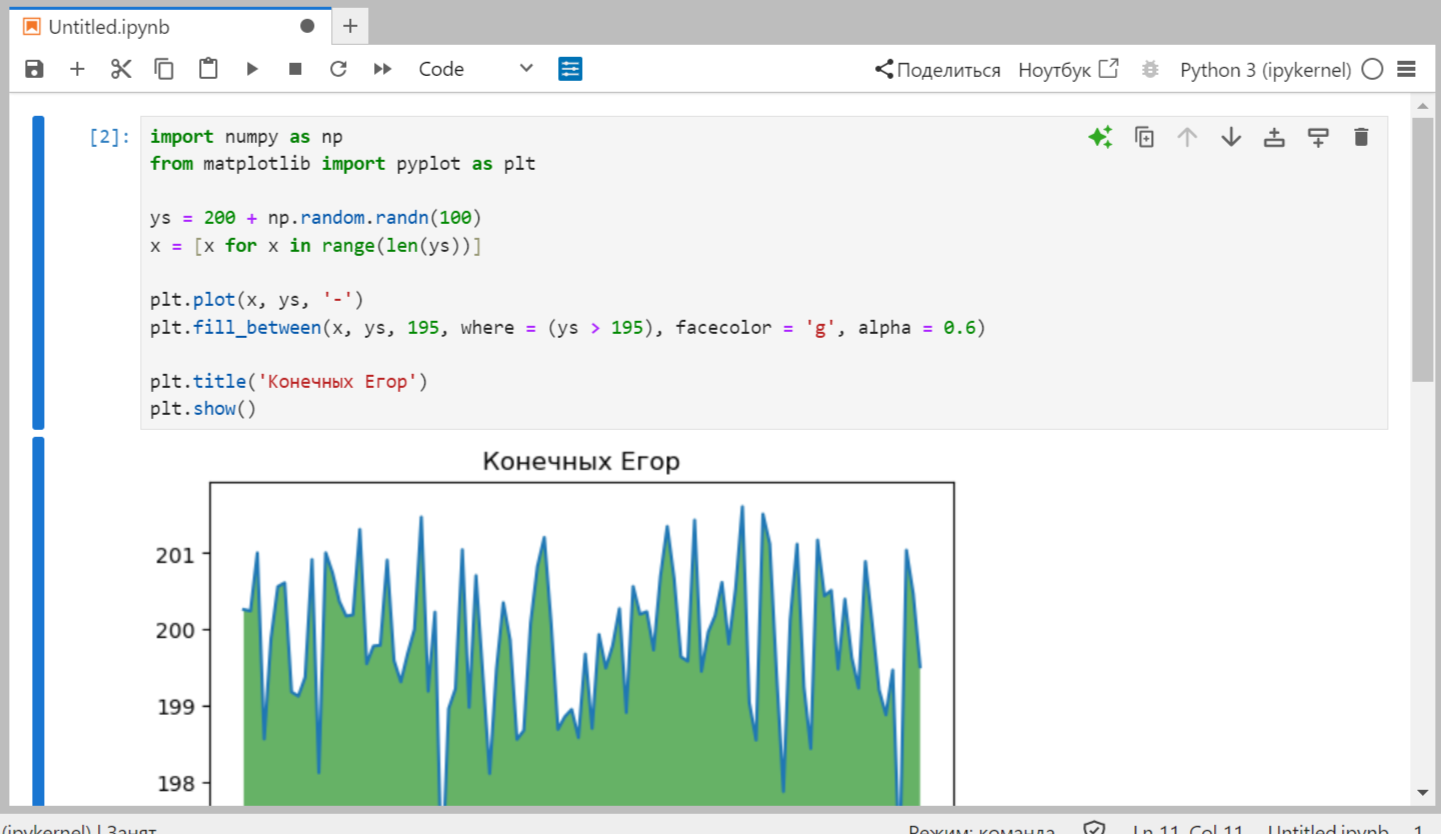 Untitled.ipynb
Code
Поделиться Ноутбук Python 3 (ipykernel)
[2]:
import numpy as np
from matplotlib import pyplot as plt
ys = 200 + np.random.randn(100)
x = [x for x in range(len(ys))]
plt.plot(x, ys, '-')
plt.fill_between(x, ys, 195, where = (ys > 195), facecolor = 'g', alpha = 0.6)
plt.title('Конечных Егор')
plt.show()
Конечных Егор
201
200
199
198
(ipykernel) | Занят Режим: команда Ln 11, Col 11 Untitled.ipynb 1